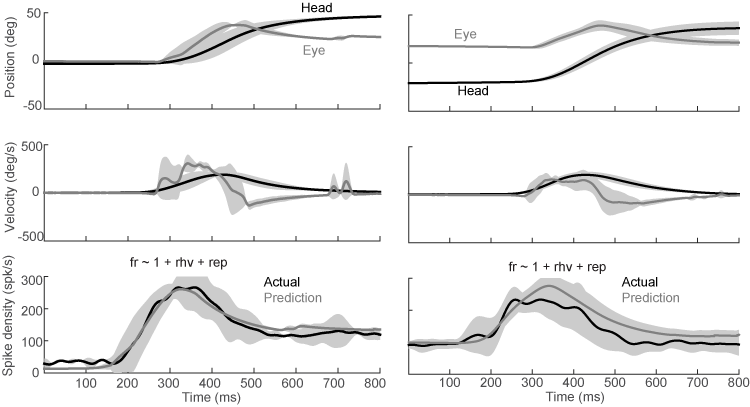 Head
50
Position (deg)
0
Eye
-50
Eye
Head
500
Velocity (deg/s)
0
-500
fr ~ 1 + rhv + rep
fr ~ 1 + rhv + rep
300
Actual
Prediction
Actual
Prediction
Spike density (spk/s)
200
100
0
100 200 300 400 500 600 700 800
100 200 300 400 500 600 700 800
Time (ms)
Time (ms)